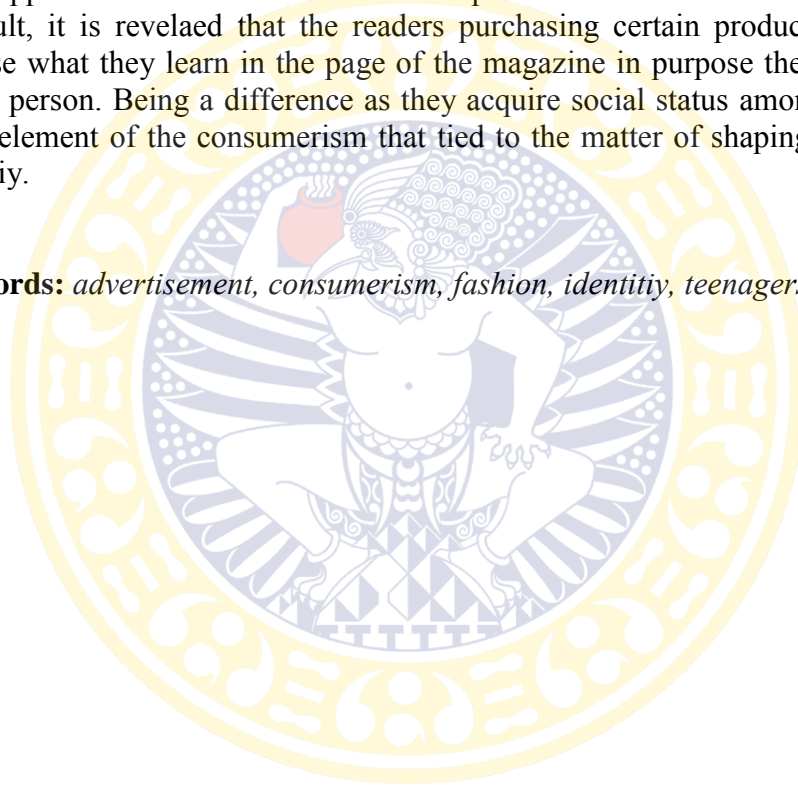 ult, it is revelaed that the readers purchasing certain produc
se what they learn in the page of the magazine in purpose the
person. Being a difference as they acquire social status amor
element of the consumerism that tied to the matter of shaping
iy.
ords: advertisement, consumerism, fashion, identitiy, teenager